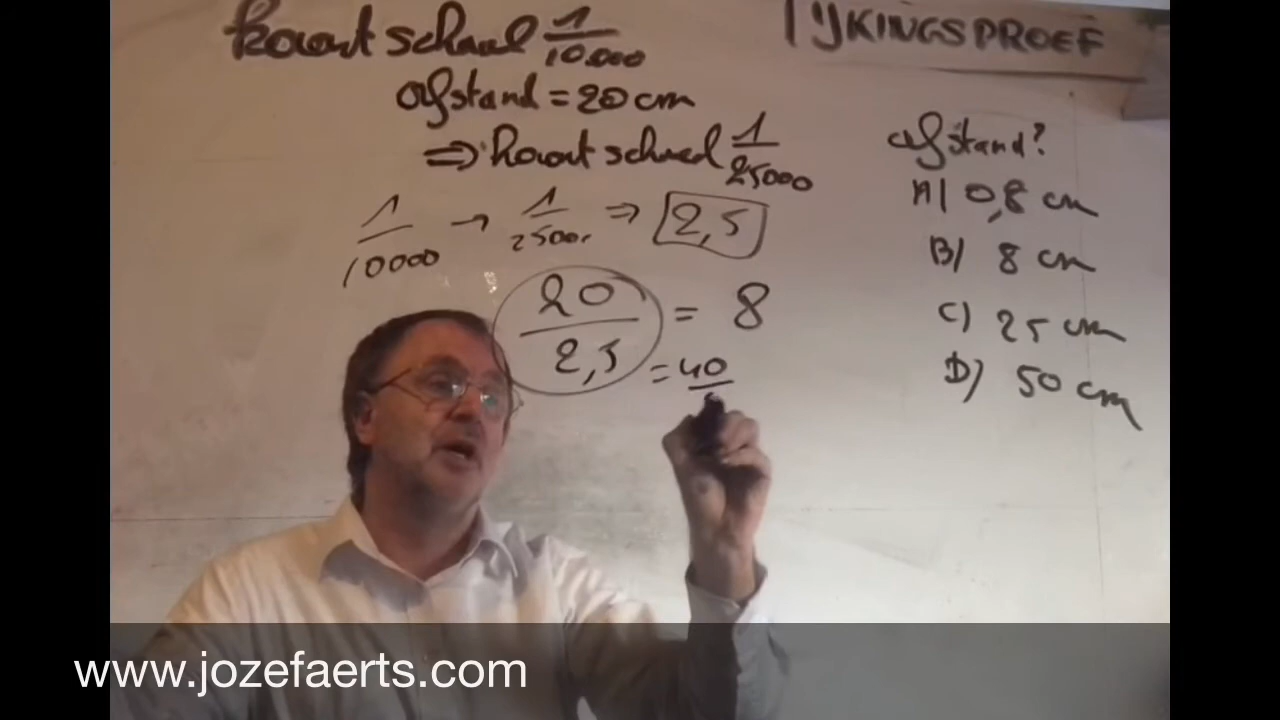 kaart schaal 1/10.000
IJKINGSPROEF
afstand = 20 cm
=> kaart schaal 1/25000
1/10000 → 1/25000 => 2,5
20/2,5 = 8
= 40/
afstand?
A) 0,8 cm
B) 8 cm
C) 25 cm
D) 50 cm
www.jozefaerts.com